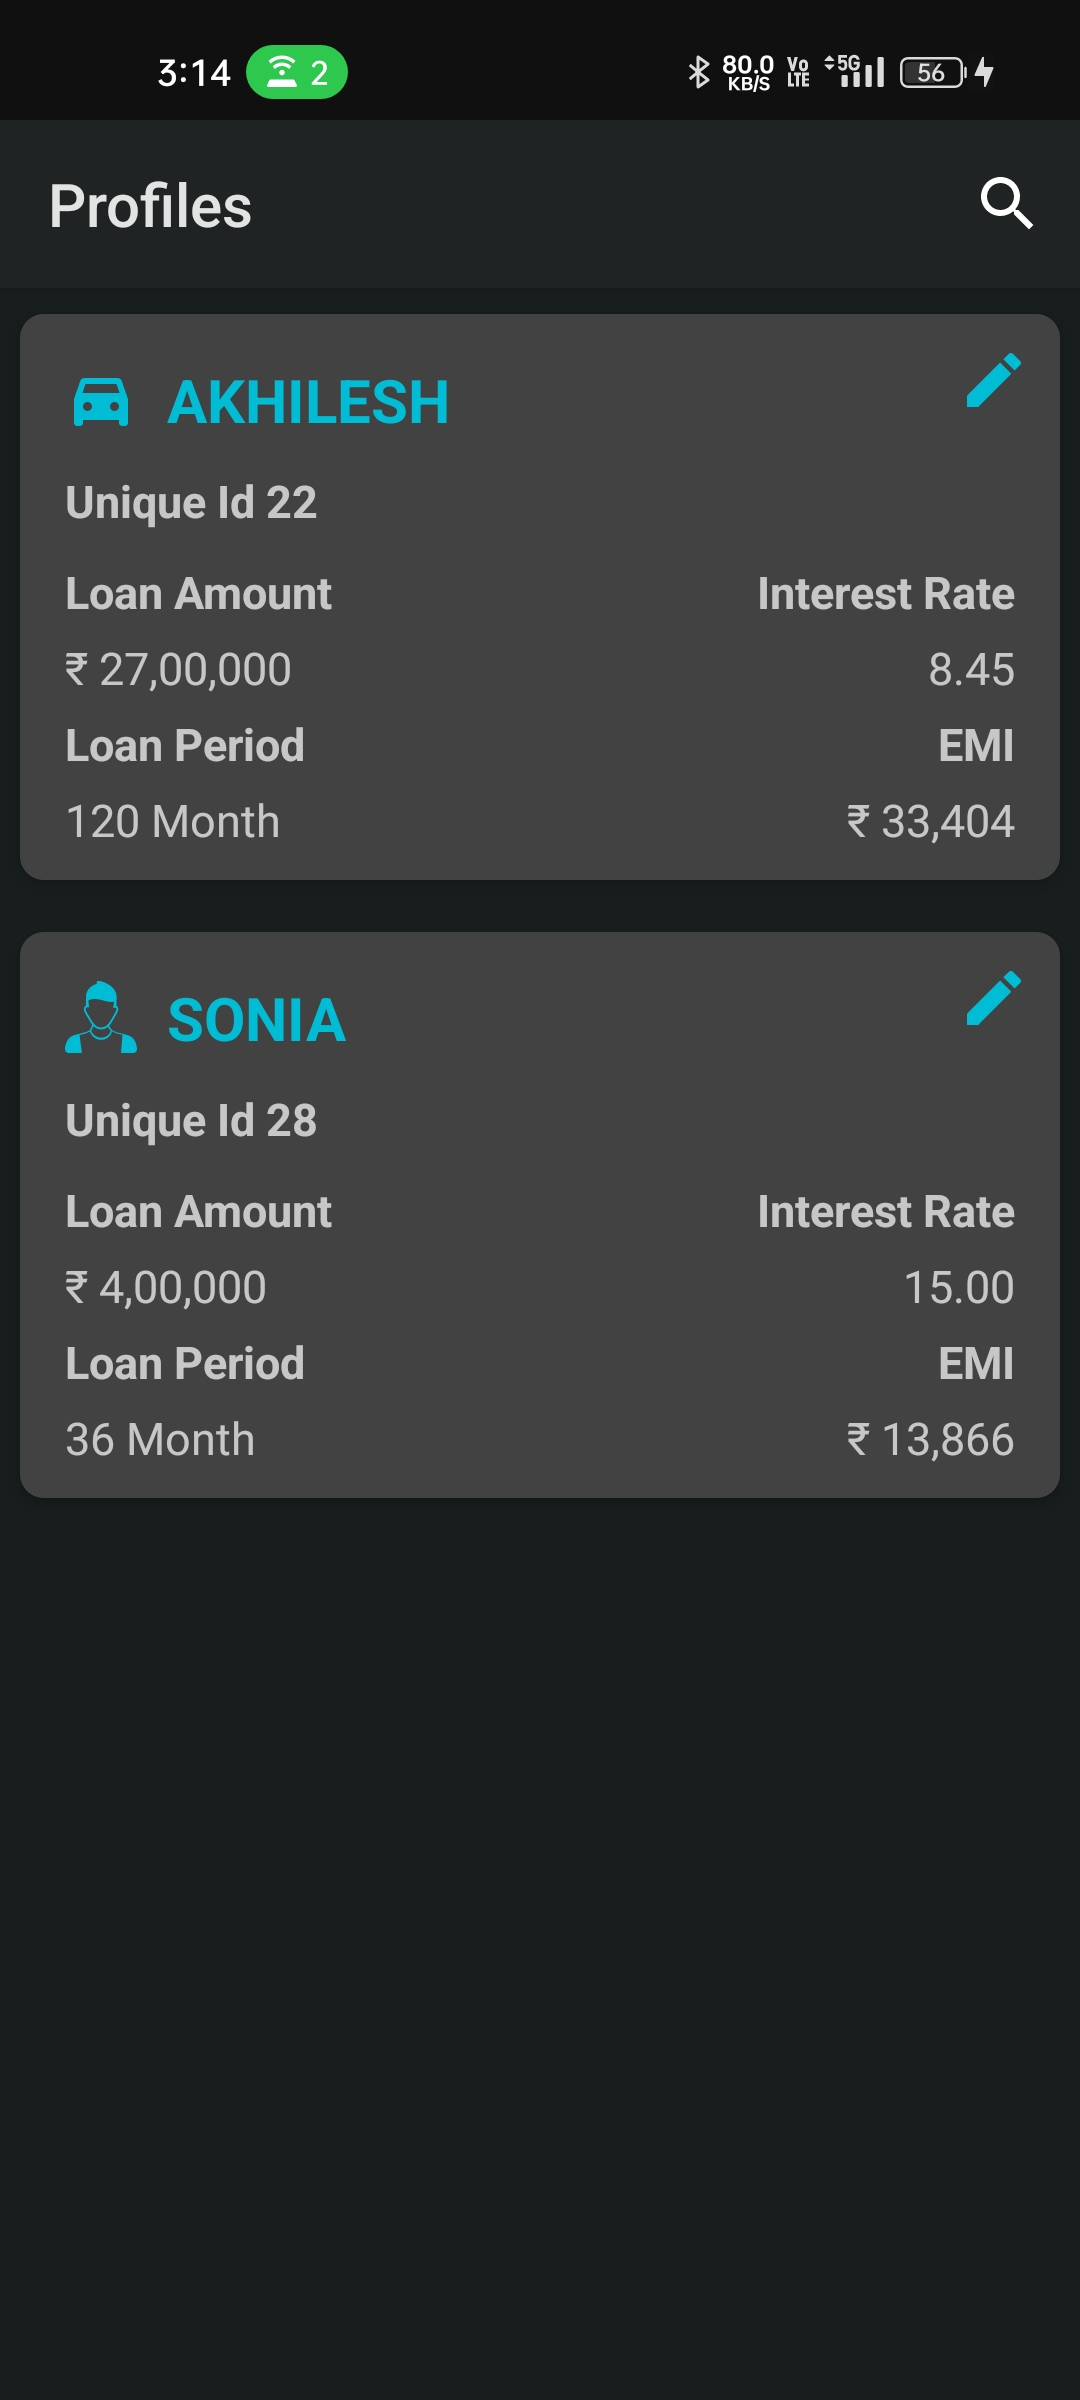 3:14 2 80.0 KB/S Vo LTE 5G 56
Profiles
AKHILESH
Unique Id 22
Loan Amount Interest Rate
₹ 27,00,000 8.45
Loan Period EMI
120 Month ₹ 33,404
SONIA
Unique Id 28
Loan Amount Interest Rate
₹ 4,00,000 15.00
Loan Period EMI
36 Month ₹ 13,866